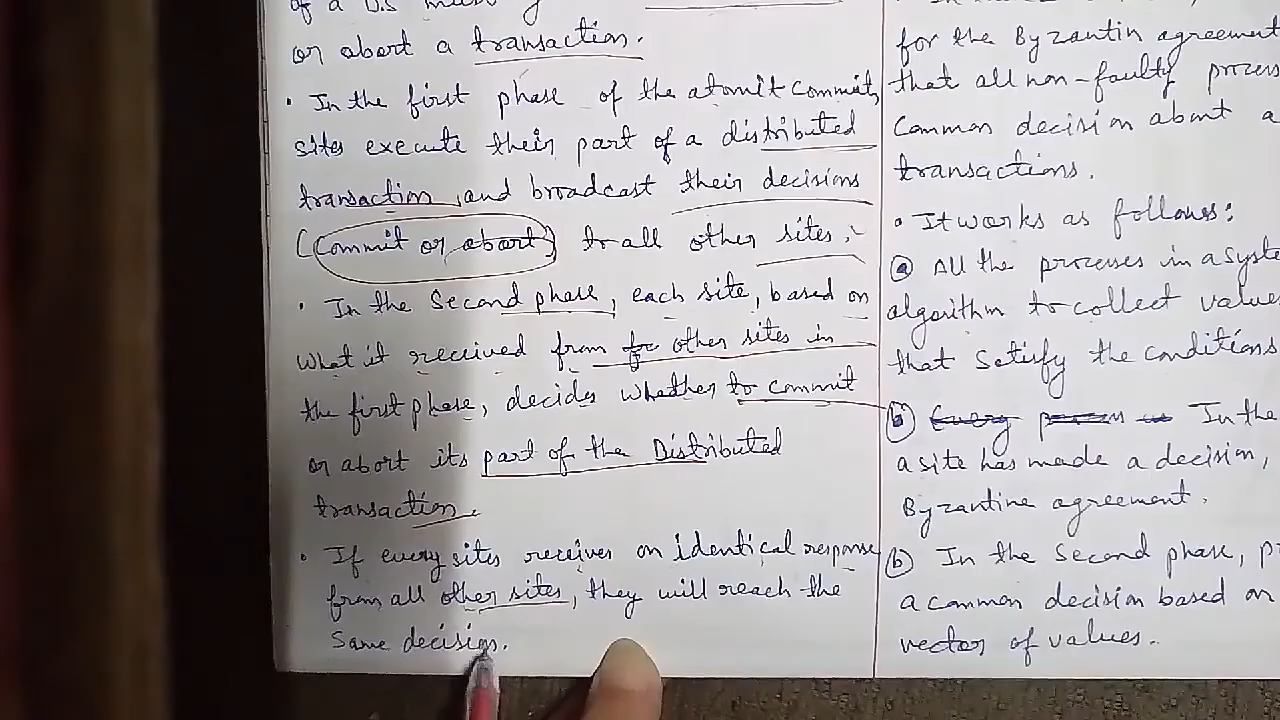 of a D.S must
or abort a transaction.
• In the first phase of the atomit commit,
sites execute their part of a distributed
transaction, and broadcast their decisions
(Commit or abort) to all other sites.
• In the Second phase, each site, based on
what it received from other sites in
the first phase, decides whether to commit
or abort its part of the Distributed
transaction.
• If every sites receives on identical response
from all other sites, they will reach the
Same decision.
for the Byzantin agreement
that all non-faulty process
Common decision about a
transactions.
• It works as follows:
(a) All the processes in a syste
algorithm to collect value
that Satisfy the conditions
(b) Every process In the
a site has made a decision,
Byzantine agreement.
(b) In the Second phase, p
a common decision based on
vector of values.